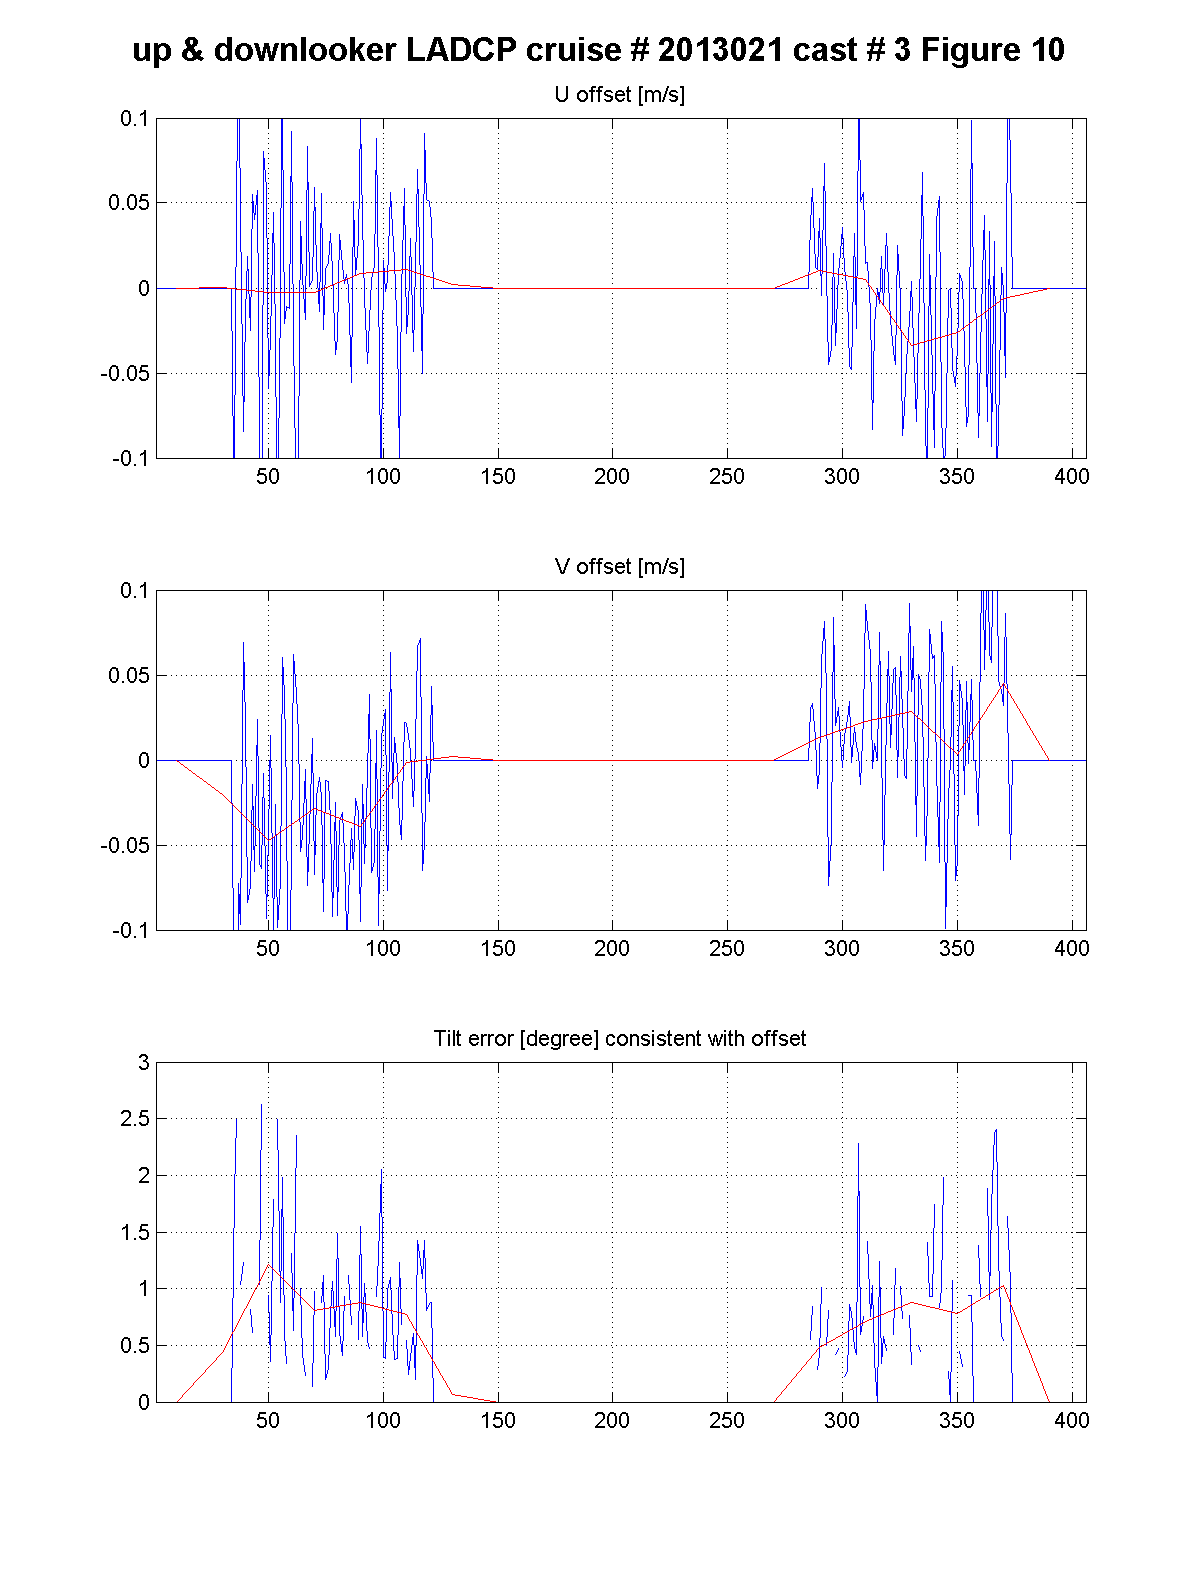 up & downlooker LADCP cruise # 2013021 cast # 3 Figure 10
U offset [m/s]
0.1
0.05
0
-0.05
-0.1
50 100 150 200 250 300 350 400
V offset [m/s]
0.1
0.05
0
-0.05
-0.1
50 100 150 200 250 300 350 400
Tilt error [degree] consistent with offset
3
2.5
2
1.5
1
0.5
0
50 100 150 200 250 300 350 400